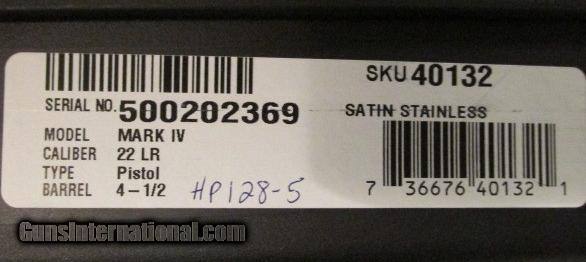 SKU 40132
SERIAL NO. 500202369
SATIN STAINLESS
MODEL MARK IV
CALIBER 22 LR
TYPE Pistol
BARREL 4-1/2
HP128-5
7 36676 40132 1
GunsInternational.com